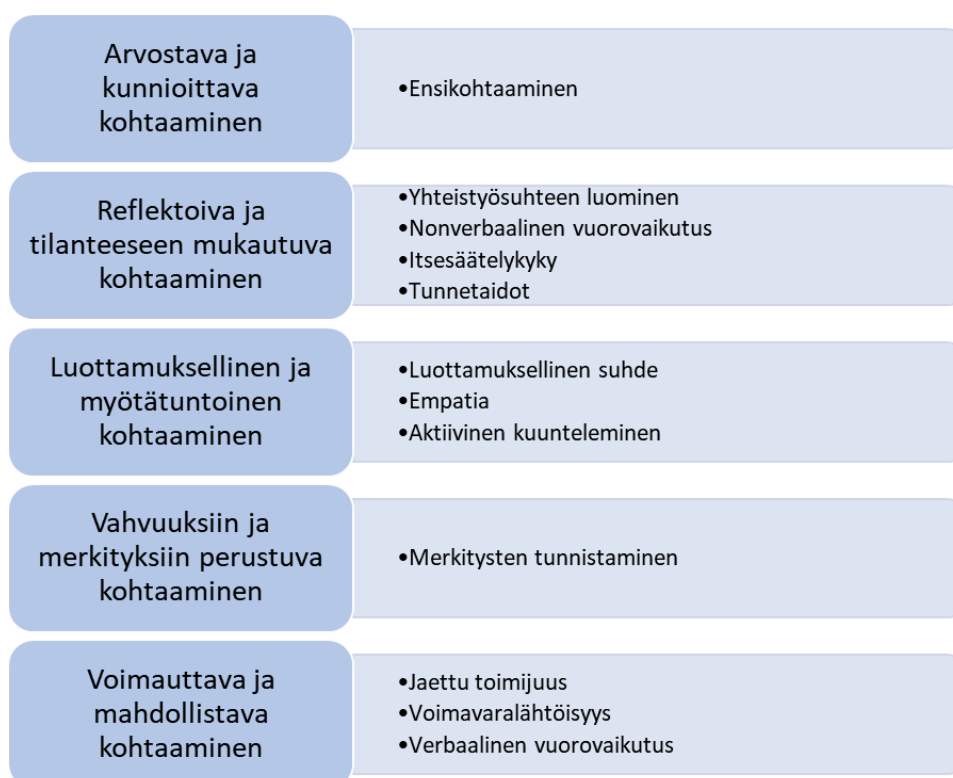 Arvostava ja
kunnioittava
kohtaaminen
•Ensikohtaaminen
Reflektoiva ja
tilanteeseen mukautuva
kohtaaminen
•Yhteistyösuhteen luominen
•Nonverbaalinen vuorovaikutus
•Itsesäätelykyky
•Tunnetaidot
Luottamuksellinen ja
myötätuntoinen
kohtaaminen
•Luottamuksellinen suhde
•Empatia
•Aktiivinen kuunteleminen
Vahvuuksiin ja
merkityksiin perustuva
kohtaaminen
•Merkitysten tunnistaminen
Voimauttava ja
mahdollistava
kohtaaminen
•Jaettu toimijuus
•Voimavaralähtöisyys
•Verbaalinen vuorovaikutus